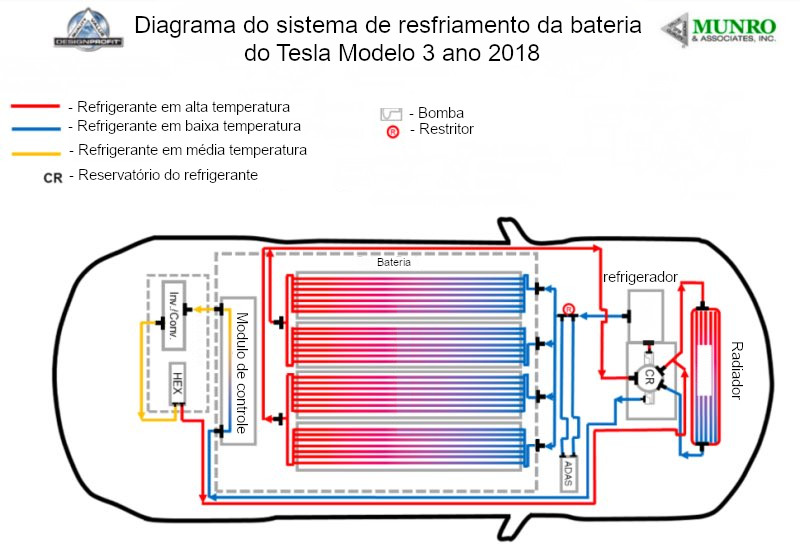 DESIGNPROFIT
Diagrama do sistema de resfriamento da bateria
do Tesla Modelo 3 ano 2018
MUNRO
& ASSOCIATES, INC.
- Refrigerante em alta temperatura
- Refrigerante em baixa temperatura
- Refrigerante em média temperatura
CR - Reservatório do refrigerante
- Bomba
R - Restritor
Bateria
refrigerador
Inv./Conv.
HEX
Modulo de controle
R
CR
Radiador
ADAS